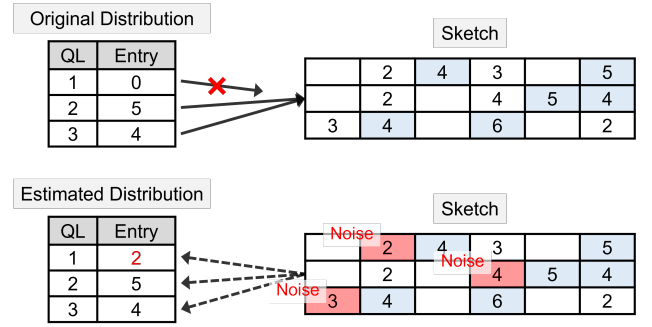 Original Distribution
QL Entry
1 0
2 5
3 4
Sketch
2 4 3 5
2 4 5 4
3 4 6 2
Estimated Distribution
QL Entry
1 2
2 5
3 4
Sketch
Noise
2 4 3 5
Noise
2 4 5 4
Noise
3 4 6 2